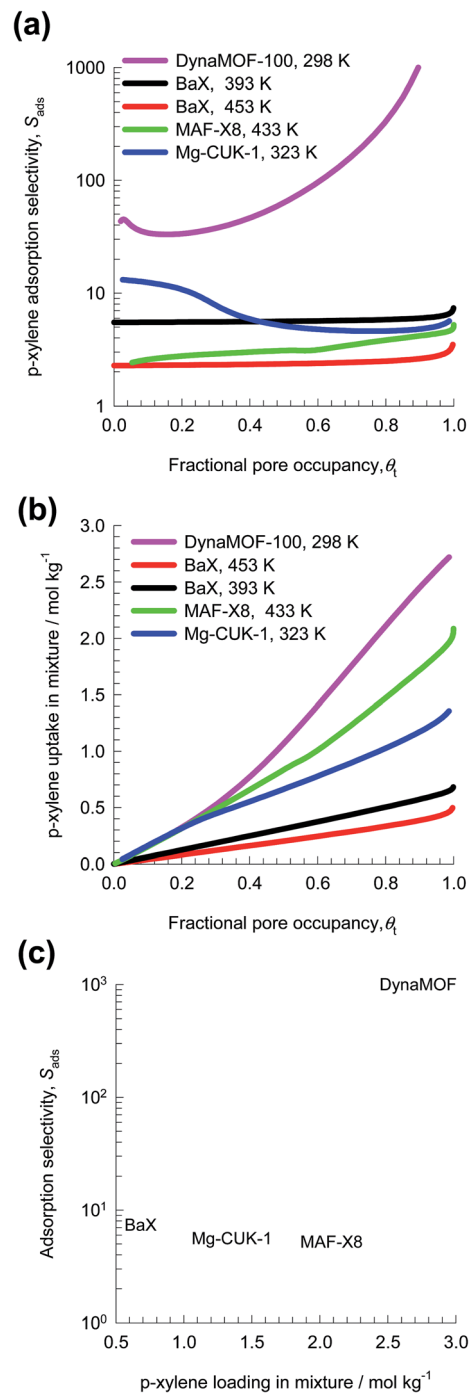 (a)
DynaMOF-100, 298 K
BaX, 393 K
BaX, 453 K
MAF-X8, 433 K
Mg-CUK-1, 323 K
p-xylene adsorption selectivity, S_ads
1000
100
10
1
0.0 0.2 0.4 0.6 0.8 1.0
Fractional pore occupancy, θ_t
(b)
DynaMOF-100, 298 K
BaX, 453 K
BaX, 393 K
MAF-X8, 433 K
Mg-CUK-1, 323 K
p-xylene uptake in mixture / mol kg⁻¹
3.0
2.5
2.0
1.5
1.0
0.5
0.0
0.0 0.2 0.4 0.6 0.8 1.0
Fractional pore occupancy, θ_t
(c)
Adsorption selectivity, S_ads
10³
10²
10¹
10⁰
DynaMOF
BaX
Mg-CUK-1
MAF-X8
0.5 1.0 1.5 2.0 2.5 3.0
p-xylene loading in mixture / mol kg⁻¹